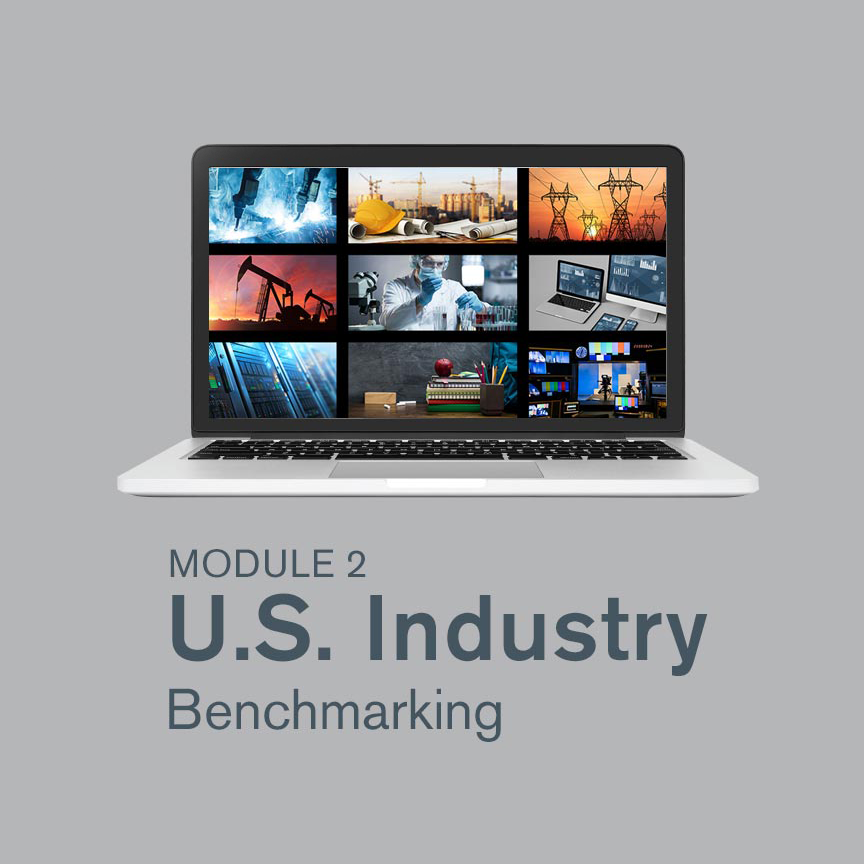 MODULE 2
U.S. Industry
Benchmarking